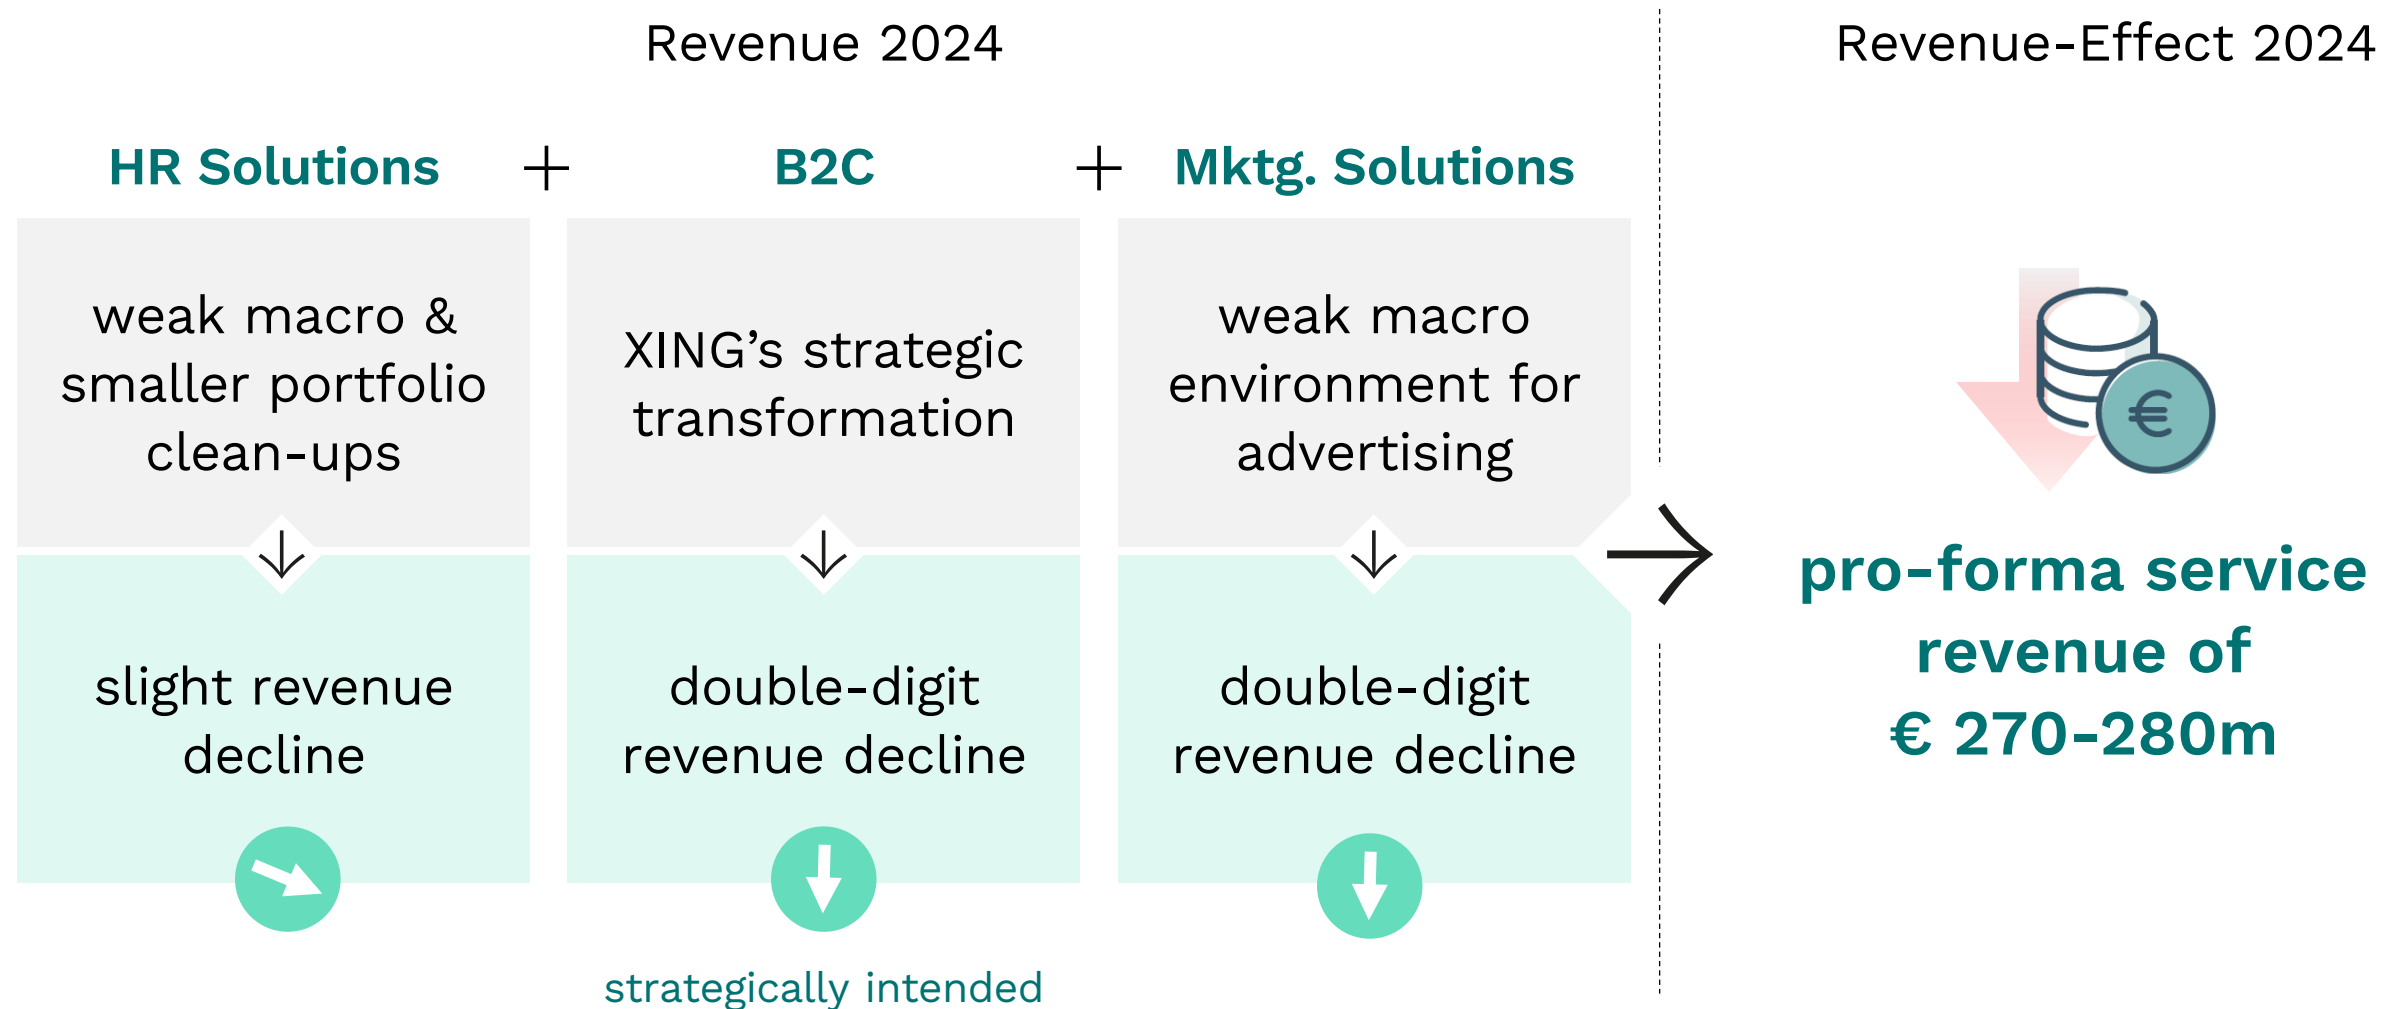 Revenue 2024
Revenue-Effect 2024
HR Solutions + B2C + Mktg. Solutions
weak macro &
smaller portfolio
clean-ups
XING’s strategic
transformation
weak macro
environment for
advertising
slight revenue
decline
double-digit
revenue decline
double-digit
revenue decline
strategically intended
€
pro-forma service
revenue of
€ 270-280m